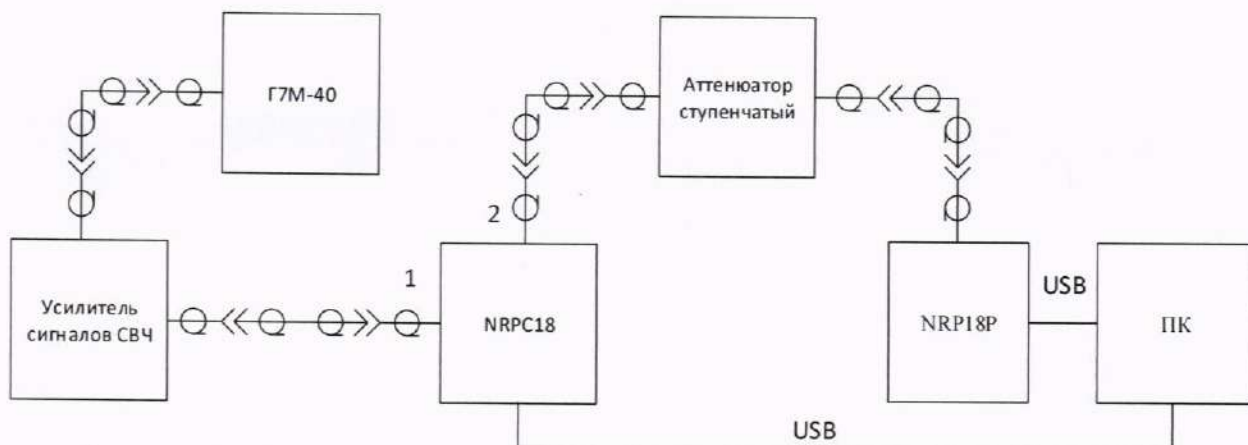 Г7М-40
Аттенюатор
ступенчатый
2
1
Усилитель
сигналов СВЧ
NRPC18
NRP18P
USB
ПК
USB